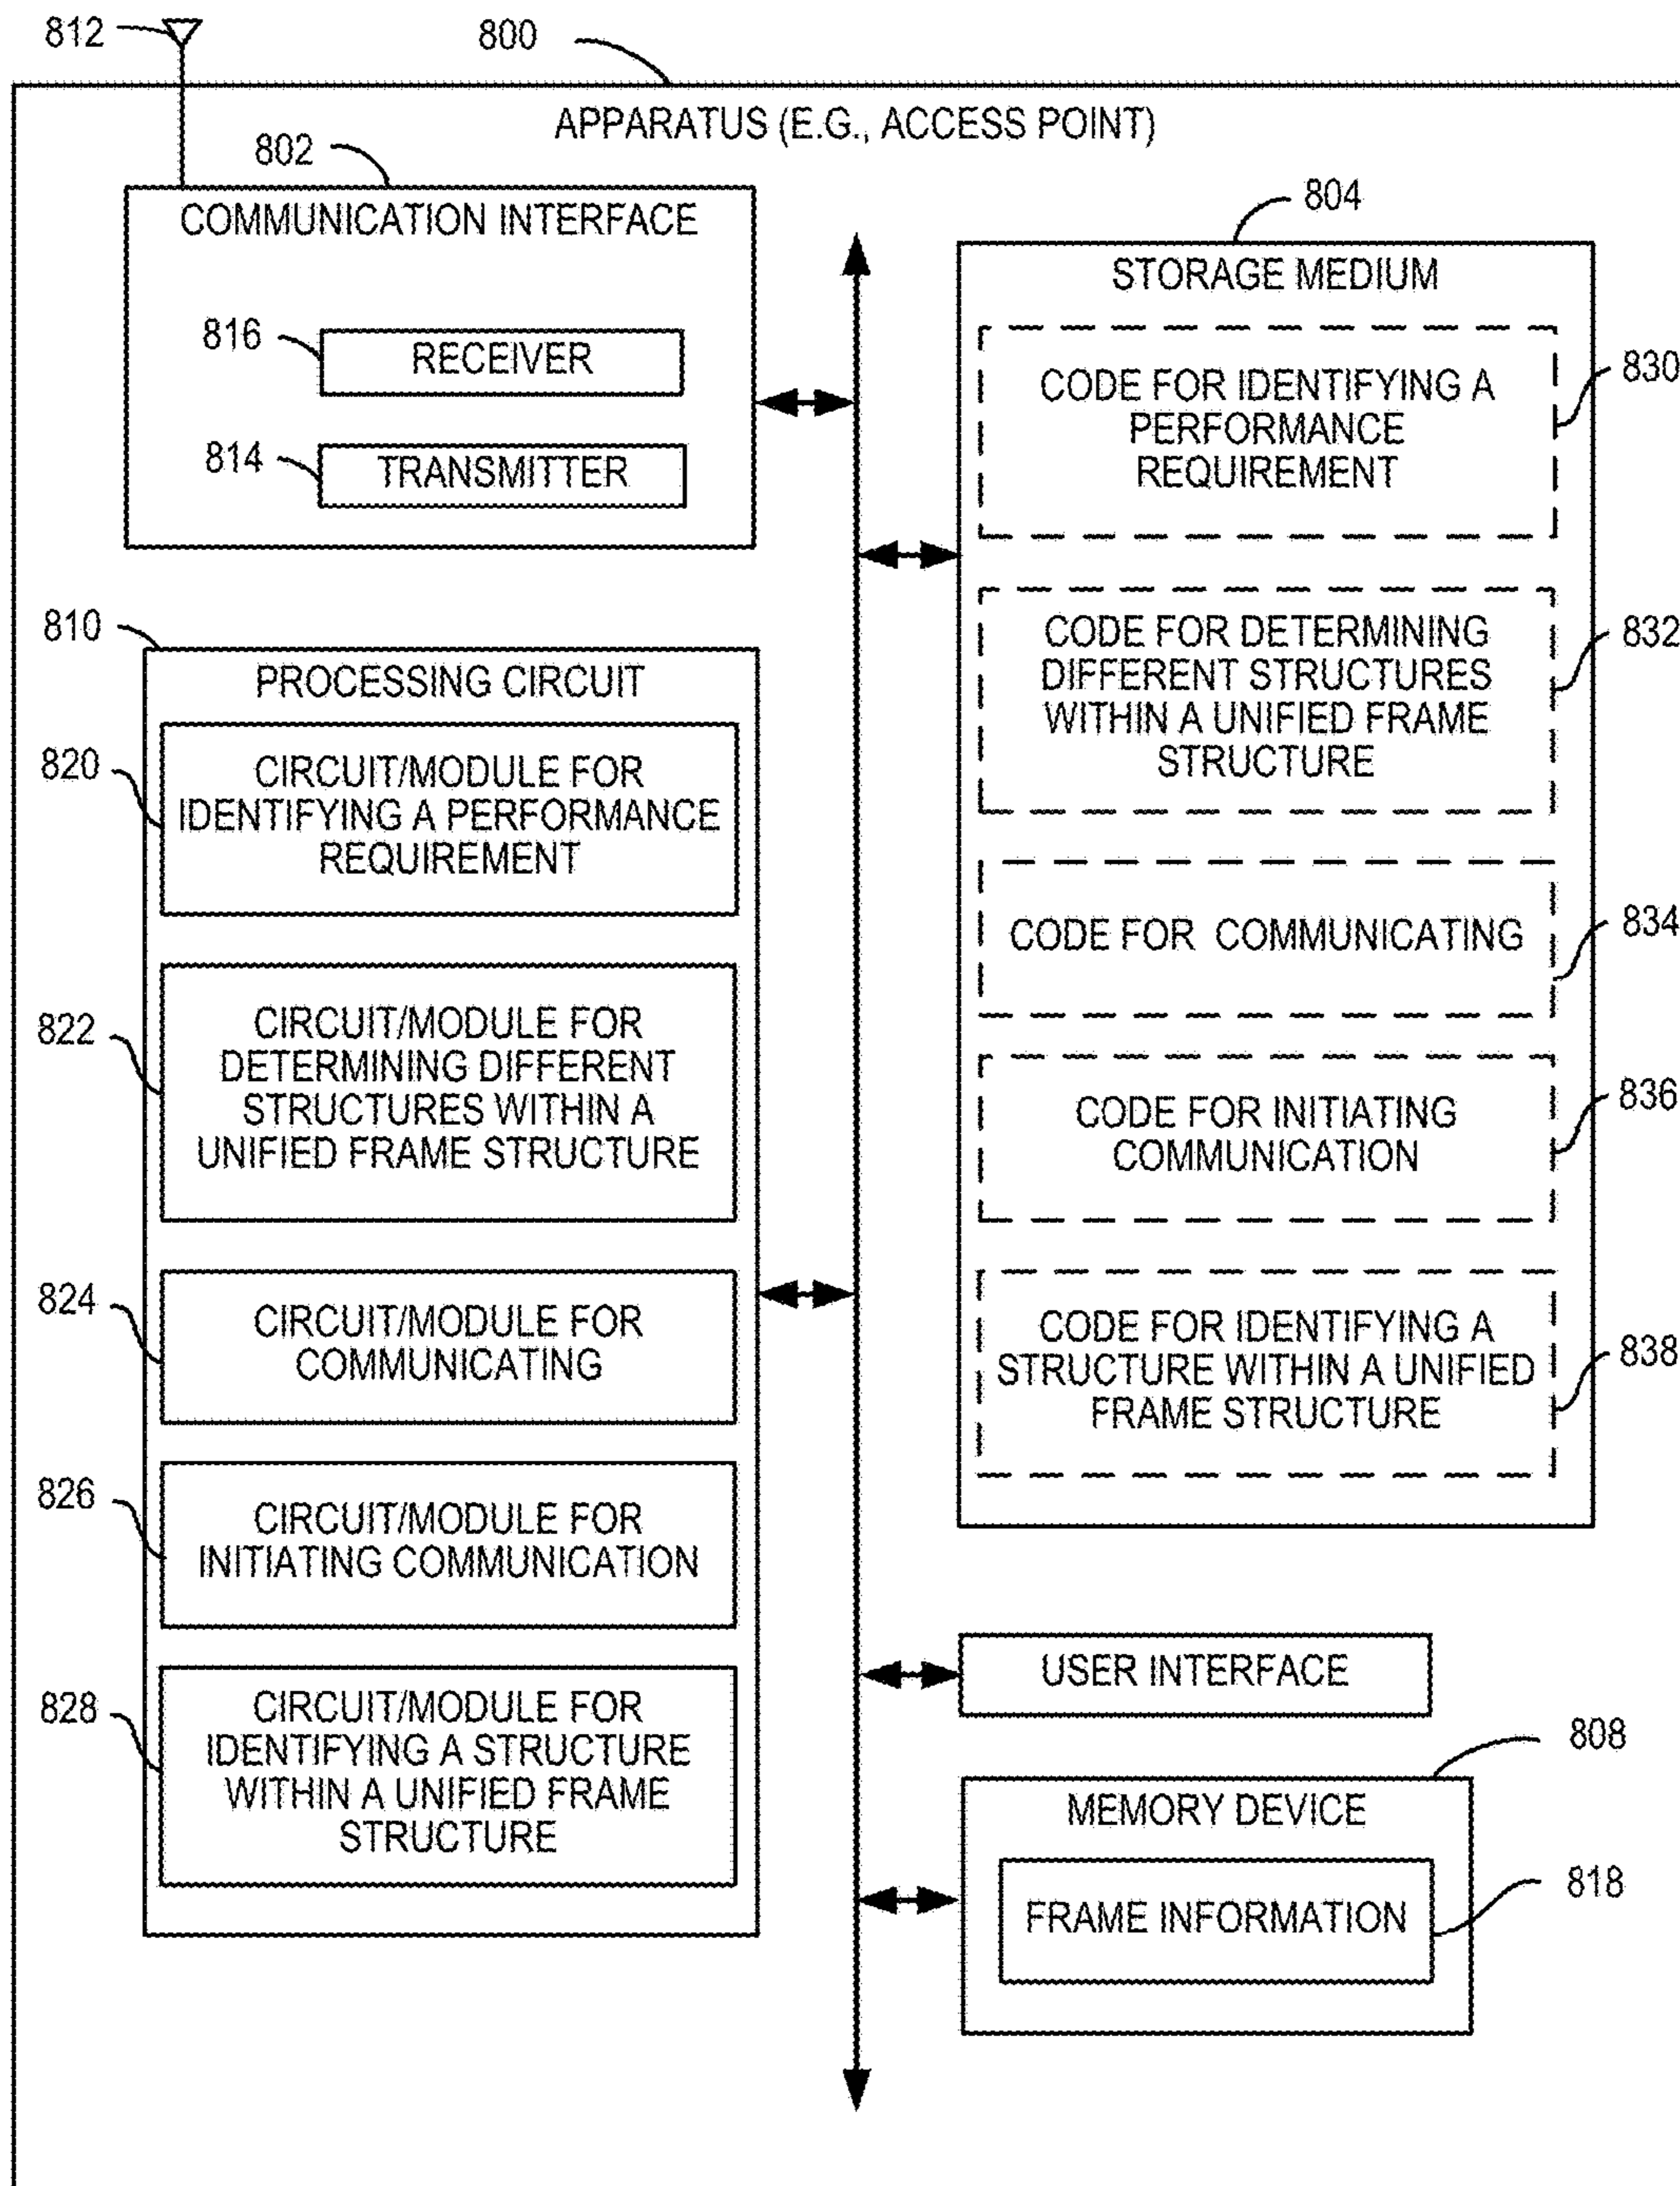 812
800
APPARATUS (E.G., ACCESS POINT)
802
COMMUNICATION INTERFACE
816
RECEIVER
814
TRANSMITTER
810
PROCESSING CIRCUIT
820
CIRCUIT/MODULE FOR
IDENTIFYING A PERFORMANCE
REQUIREMENT
822
CIRCUIT/MODULE FOR
DETERMINING DIFFERENT
STRUCTURES WITHIN A
UNIFIED FRAME STRUCTURE
824
CIRCUIT/MODULE FOR
COMMUNICATING
826
CIRCUIT/MODULE FOR
INITIATING COMMUNICATION
828
CIRCUIT/MODULE FOR
IDENTIFYING A STRUCTURE
WITHIN A UNIFIED FRAME
STRUCTURE
804
STORAGE MEDIUM
CODE FOR IDENTIFYING A
PERFORMANCE
REQUIREMENT
830
CODE FOR DETERMINING
DIFFERENT STRUCTURES
WITHIN A UNIFIED FRAME
STRUCTURE
832
CODE FOR COMMUNICATING
834
CODE FOR INITIATING
COMMUNICATION
836
CODE FOR IDENTIFYING A
STRUCTURE WITHIN A UNIFIED
FRAME STRUCTURE
838
USER INTERFACE
808
MEMORY DEVICE
FRAME INFORMATION
818